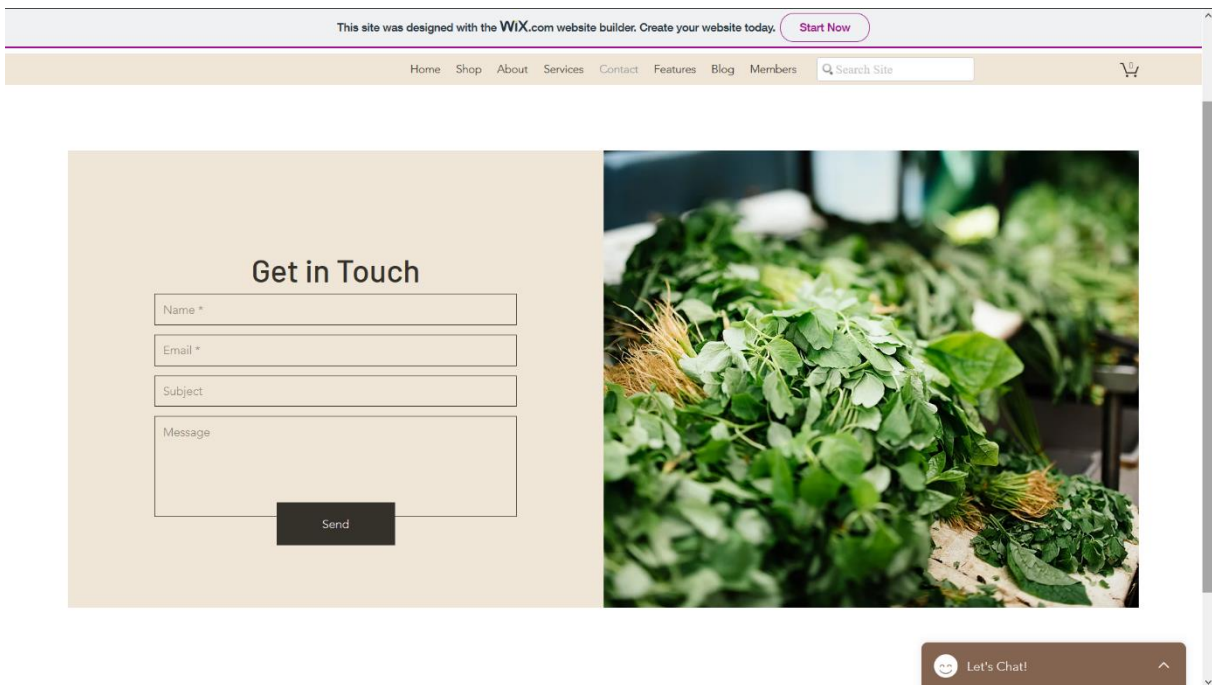 This site was designed with the WiX.com website builder. Create your website today. Start Now
Home Shop About Services Contact Features Blog Members Search Site 0
Get in Touch
Name *
Email *
Subject
Message
Send
Let's Chat!